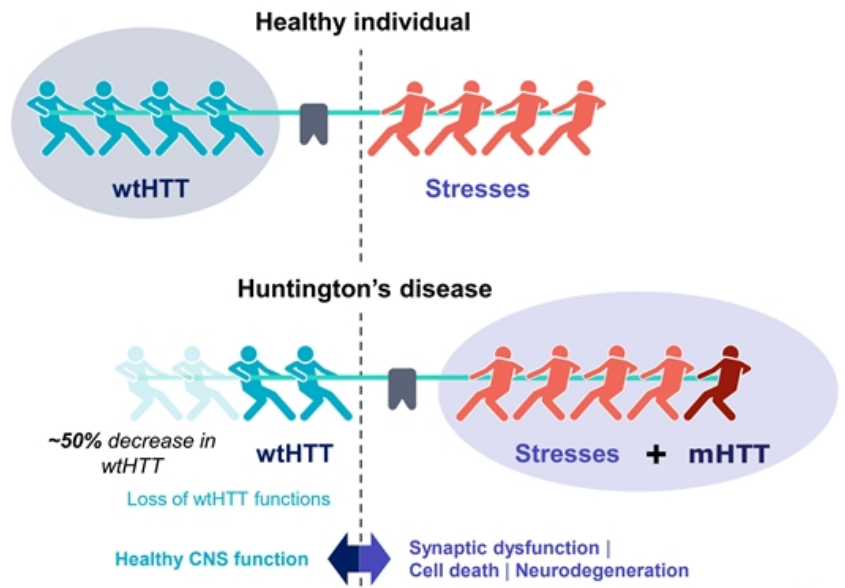 Healthy individual
wtHTT
Stresses
Huntington's disease
~50% decrease in
wtHTT
wtHTT
Stresses + mHTT
Loss of wtHTT functions
Healthy CNS function
Synaptic dysfunction |
Cell death | Neurodegeneration